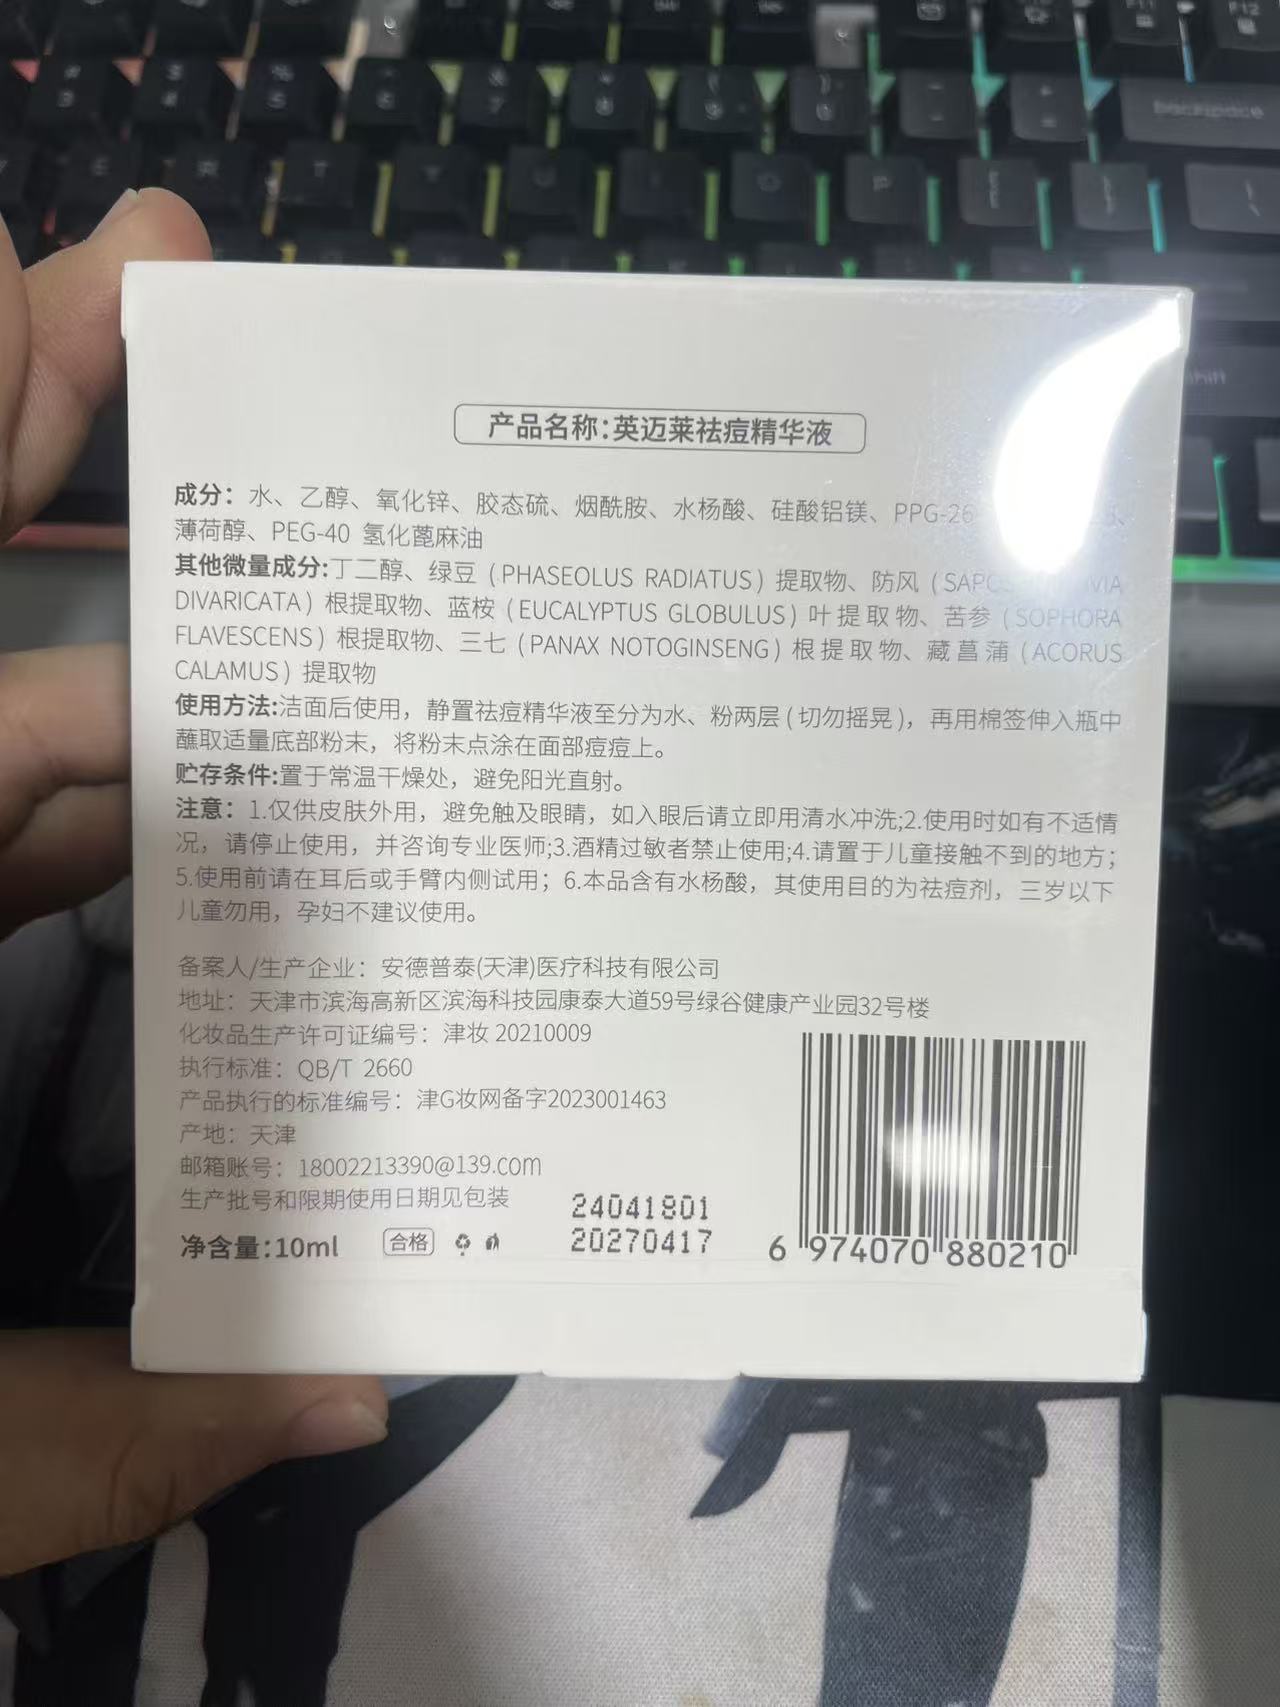 backspace
产品名称：英迈莱祛痘精华液
成分：水、乙醇、氧化锌、胶态硫、烟酰胺、水杨酸、硅酸铝镁、PPG-26
薄荷醇、PEG-40 氢化蓖麻油
其他微量成分:丁二醇、绿豆 (PHASEOLUS RADIATUS) 提取物、防风
DIVARICATA) 根提取物、蓝桉 (EUCALYPTUS GLOBULUS) 叶提取物、苦参 (SOPHORA
FLAVESCENS) 根提取物、三七 (PANAX NOTOGINSENG) 根提取物、藏菖蒲 (ACORUS
CALAMUS) 提取物
使用方法:洁面后使用，静置祛痘精华液至分为水、粉两层 (切勿摇晃)，再用棉签伸入瓶中
蘸取适量底部粉末，将粉末点涂在面部痘痘上。
贮存条件:置于常温干燥处，避免阳光直射。
注意：1.仅供皮肤外用，避免触及眼睛，如入眼后请立即用清水冲洗;2.使用时如有不适情
况，请停止使用，并咨询专业医师;3.酒精过敏者禁止使用;4.请置于儿童接触不到的地方；
5.使用前请在耳后或手臂内侧试用；6.本品含有水杨酸，其使用目的为祛痘剂，三岁以下
儿童勿用，孕妇不建议使用。
备案人/生产企业：安德普泰(天津)医疗科技有限公司
地址：天津市滨海高新区滨海科技园康泰大道59号绿谷健康产业园32号楼
化妆品生产许可证编号：津妆 20210009
执行标准：QB/T 2660
产品执行的标准编号：津G妆网备字2023001463
产地：天津
邮箱账号：18002213390@139.com
生产批号和限期使用日期见包装
24041801
20270417
净含量：10ml 合格
6 974070 880210